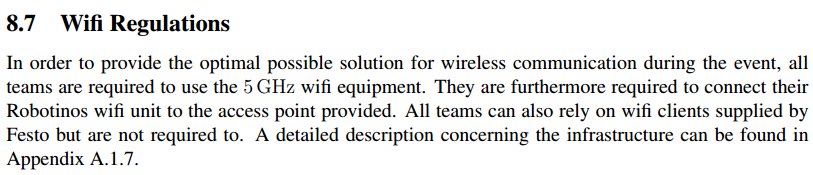 8.7 Wifi Regulations
In order to provide the optimal possible solution for wireless communication during the event, all
teams are required to use the 5 GHz wifi equipment. They are furthermore required to connect their
Robotinos wifi unit to the access point provided. All teams can also rely on wifi clients supplied by
Festo but are not required to. A detailed description concerning the infrastructure can be found in
Appendix A.1.7.